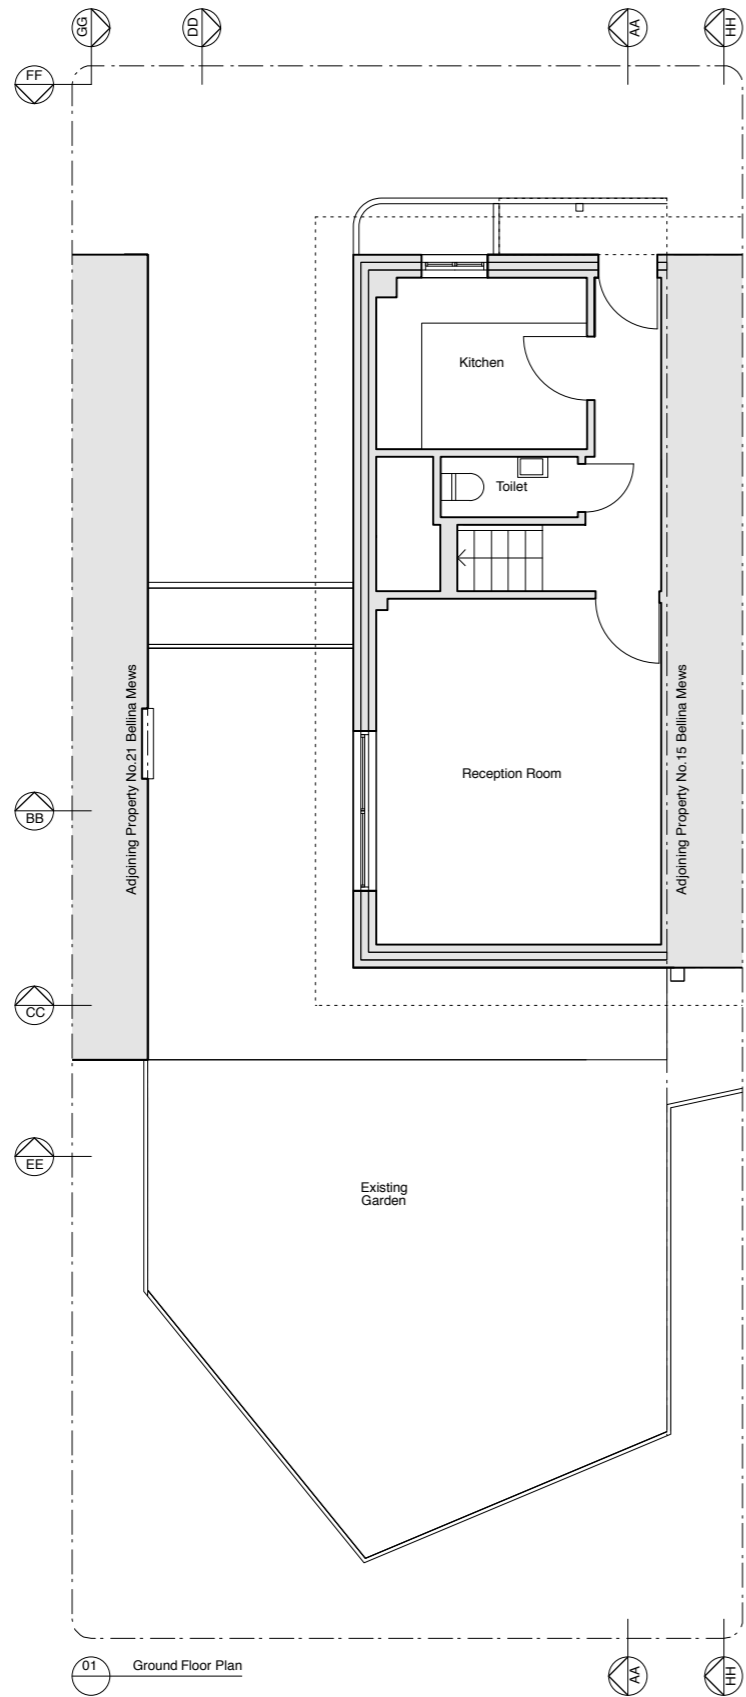 GG
DD
AA
HH
FF
Kitchen
Toilet
Adjoining Property No.21 Bellina Mews
Adjoining Property No.15 Bellina Mews
Reception Room
BB
CC
EE
Existing
Garden
01
Ground Floor Plan
AA
HH